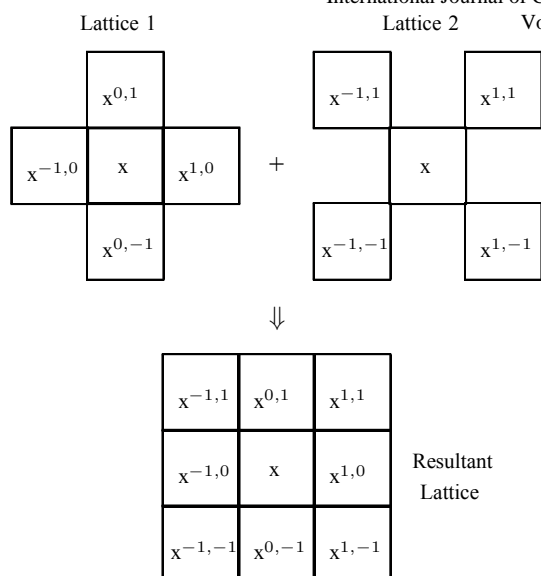 International Journal of
Lattice 1 Lattice 2 Vo
x^{0,1} x^{-1,1} x^{1,1}
x^{-1,0} x x^{1,0} + x
x^{0,-1} x^{-1,-1} x^{1,-1}
⇓
x^{-1,1} x^{0,1} x^{1,1}
x^{-1,0} x x^{1,0} Resultant
Lattice
x^{-1,-1} x^{0,-1} x^{1,-1}